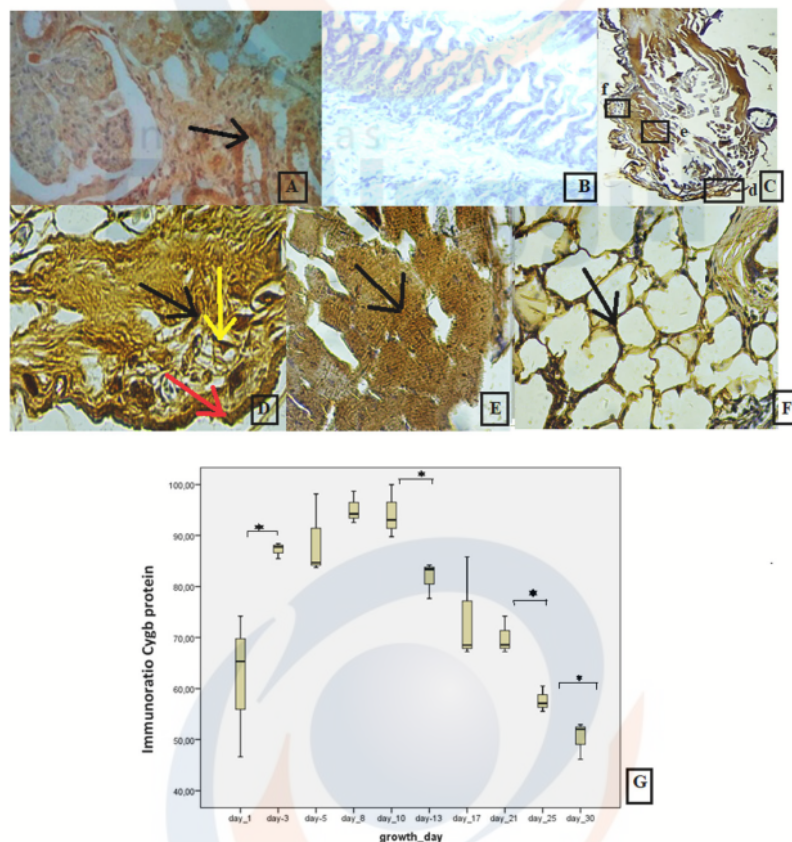 A
B
f
e
d
C
D
E
F
*
*
*
*
Immunoratio Cygb protein
100,00
90,00
80,00
70,00
60,00
50,00
40,00
day_1 day-3 day-5 day_8 day_10 day-13 day_17 day_21 day_25 day_30
growth_day
G